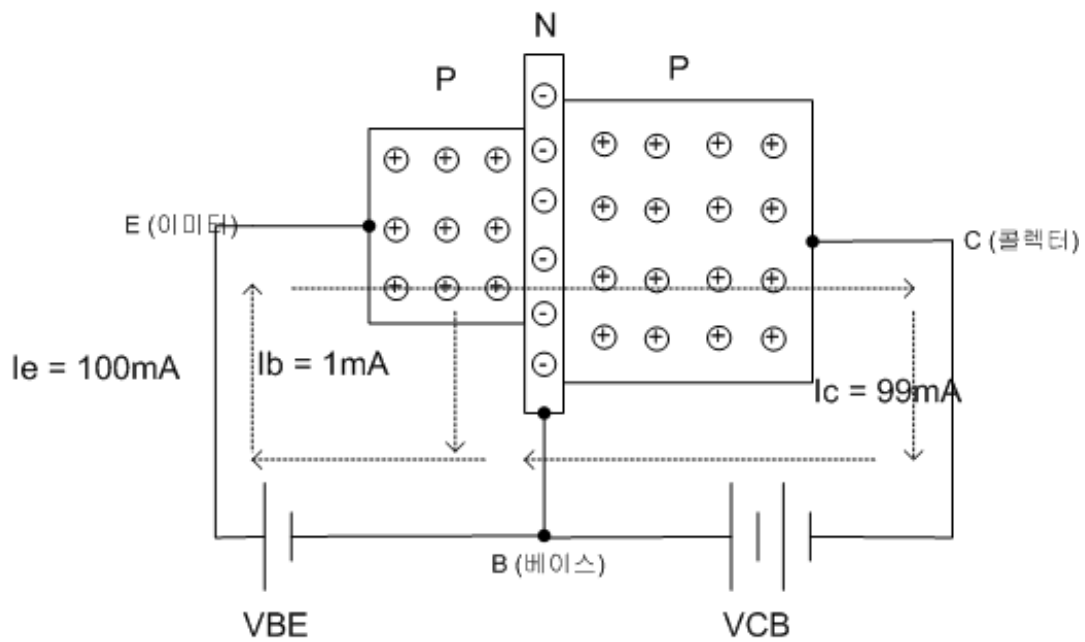 N
P
P
E (이미터)
C (콜렉터)
Ie = 100mA
Ib = 1mA
Ic = 99mA
B (베이스)
VBE
VCB